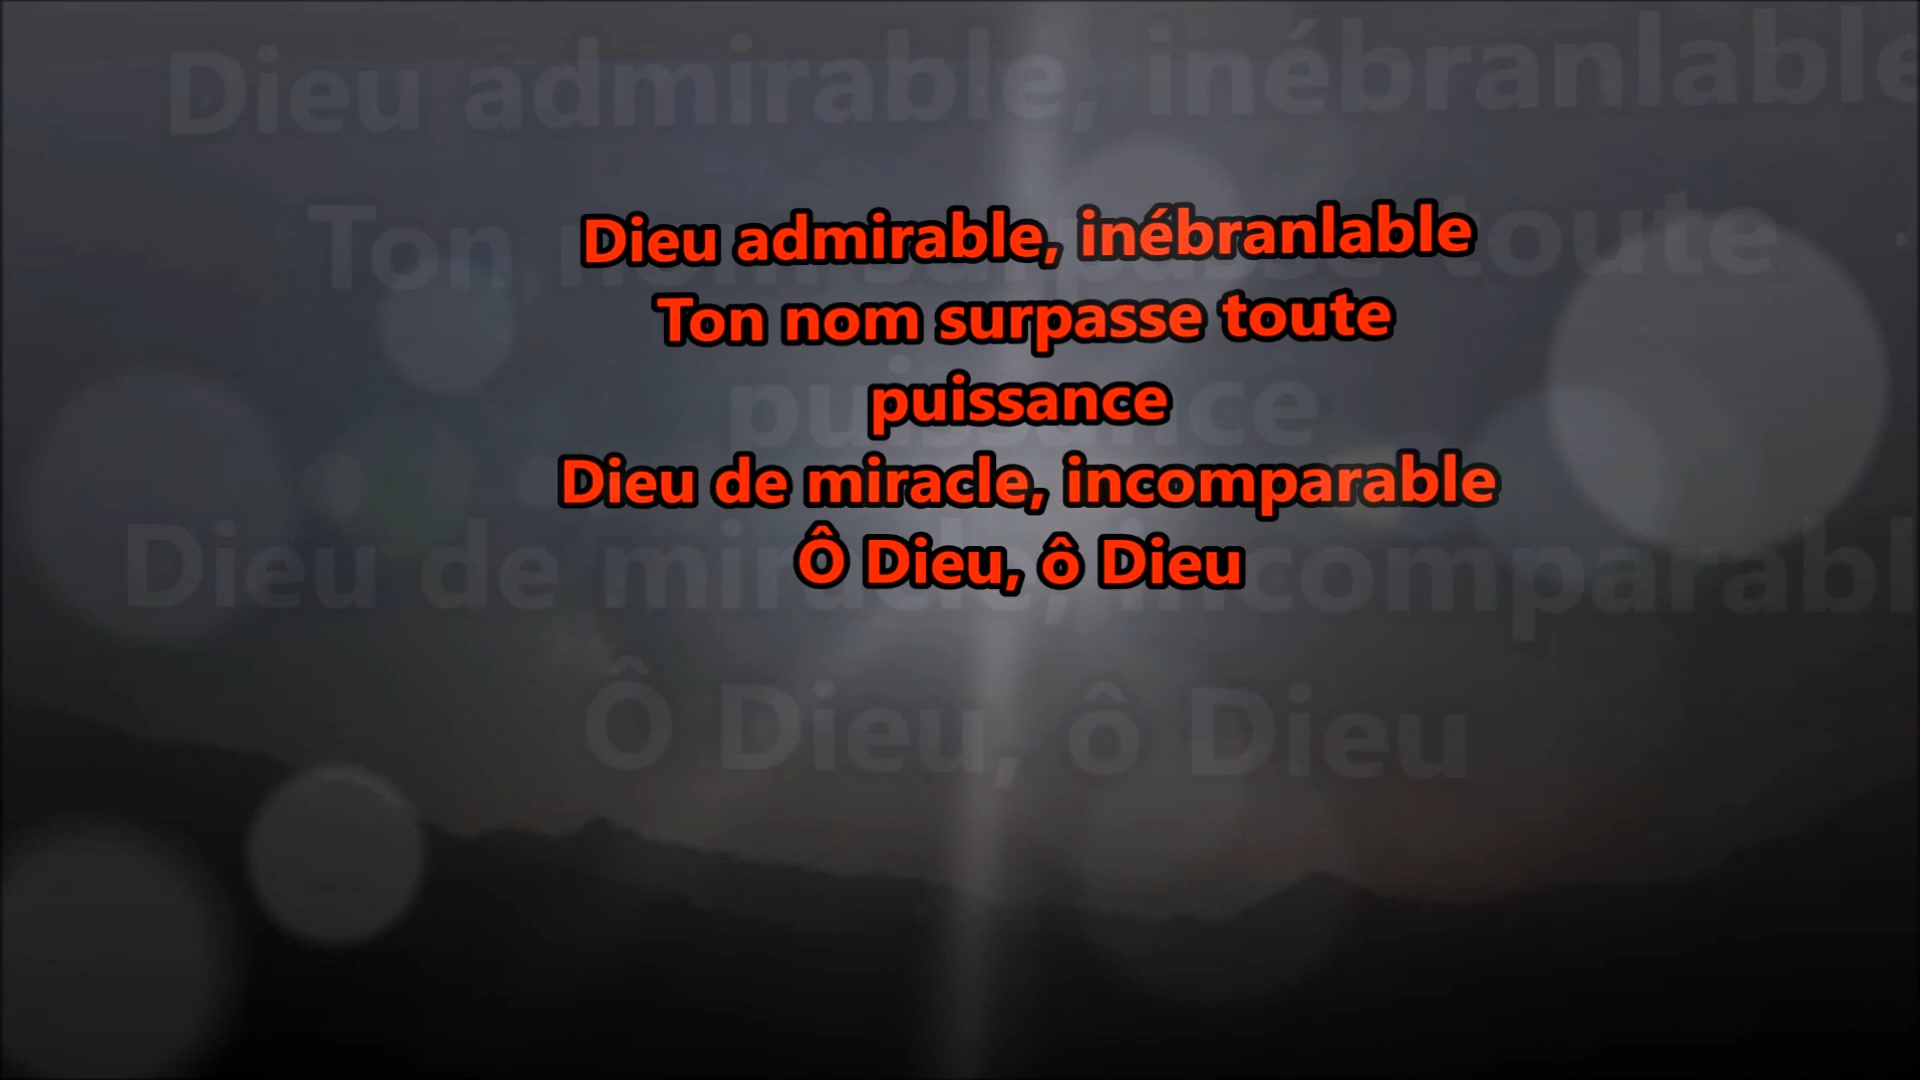 Dieu admirable, inébranlable
Ton nom surpasse toute
puissance
Dieu de miracle, incomparable
Ô Dieu, ô Dieu